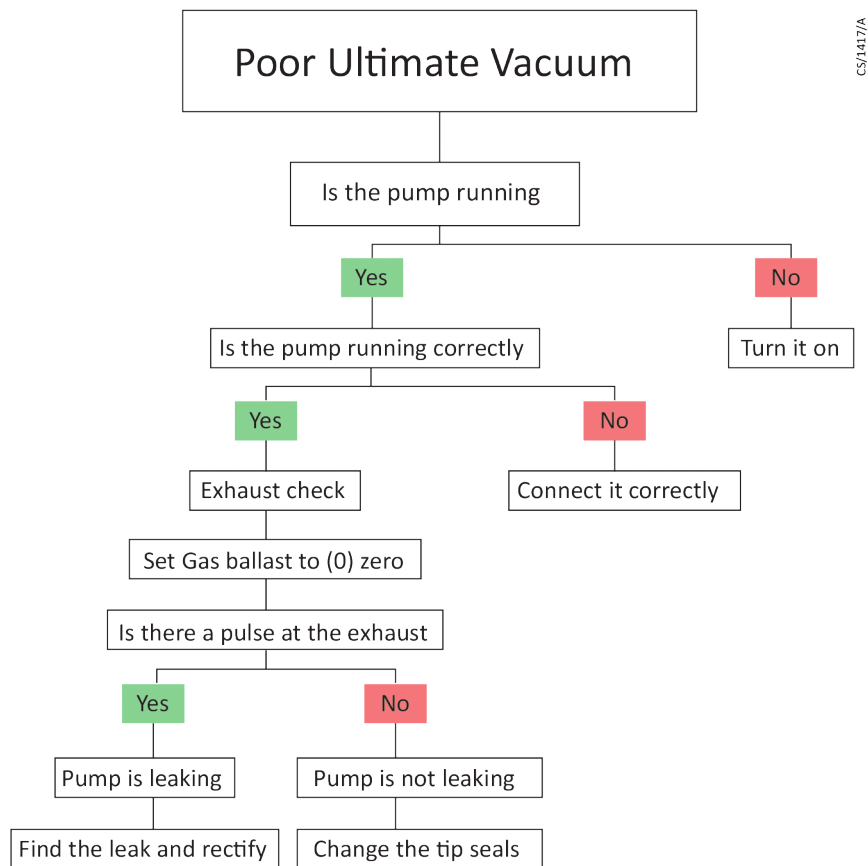 Poor Ultimate Vacuum
CS/1417/A
Is the pump running
Yes
No
Is the pump running correctly
Turn it on
Yes
No
Exhaust check
Connect it correctly
Set Gas ballast to (0) zero
Is there a pulse at the exhaust
Yes
No
Pump is leaking
Pump is not leaking
Find the leak and rectify
Change the tip seals